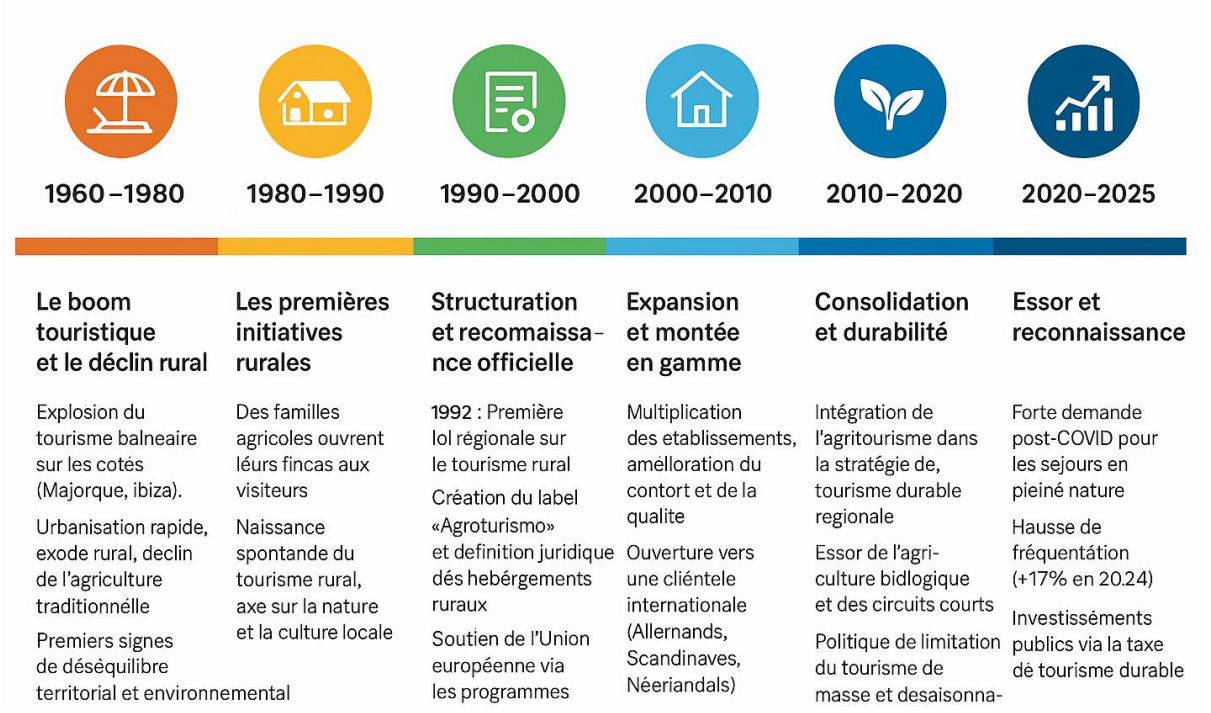 1960–1980
1980–1990
1990–2000
2000–2010
2010–2020
2020–2025
Le boom
touristique
et le déclin rural
Explosion du
tourisme balneaire
sur les cotés
(Majorque, ibiza).
Urbanisation rapide,
exode rural, declin
de l'agriculture
traditionnélle
Premiers signes
de déséquilibre
territorial et environnemental
Les premières
initiatives
rurales
Des familles
agricoles ouvrent
léurs fincas aux
visiteurs
Naissance
spontande du
tourisme rural,
axe sur la nature
et la culture locale
Structuration
et recomaissa–
nce officielle
1992 : Première
lol régionale sur
le tourisme rural
Création du label
«Agroturismo»
et definition juridique
dés hebérgements
ruraux
Soutien de l'Union
européenne via
les programmes
Expansion
et montée
en gamme
Multiplication
des etablissements,
amélloration du
contort et de la
qualite
Ouverture vers
une cliéntele
internationale
(Allernands,
Scandinaves,
Néeriandals)
Consolidation
et durabilité
Intégration de
l'agritourisme dans
la stratégie de,
tourisme durable
regionale
Essor de l'agri-
culture bidlogique
et des circuits courts
Politique de limitation
du tourisme de
masse et desaisonna-
Essor et
reconnaissance
Forte demande
post-COVID pour
les sejours en
pleiné nature
Hausse de
fréquentátion
(+17% en 20.24)
Investisséments
publics via la taxe
dé tourisme durable